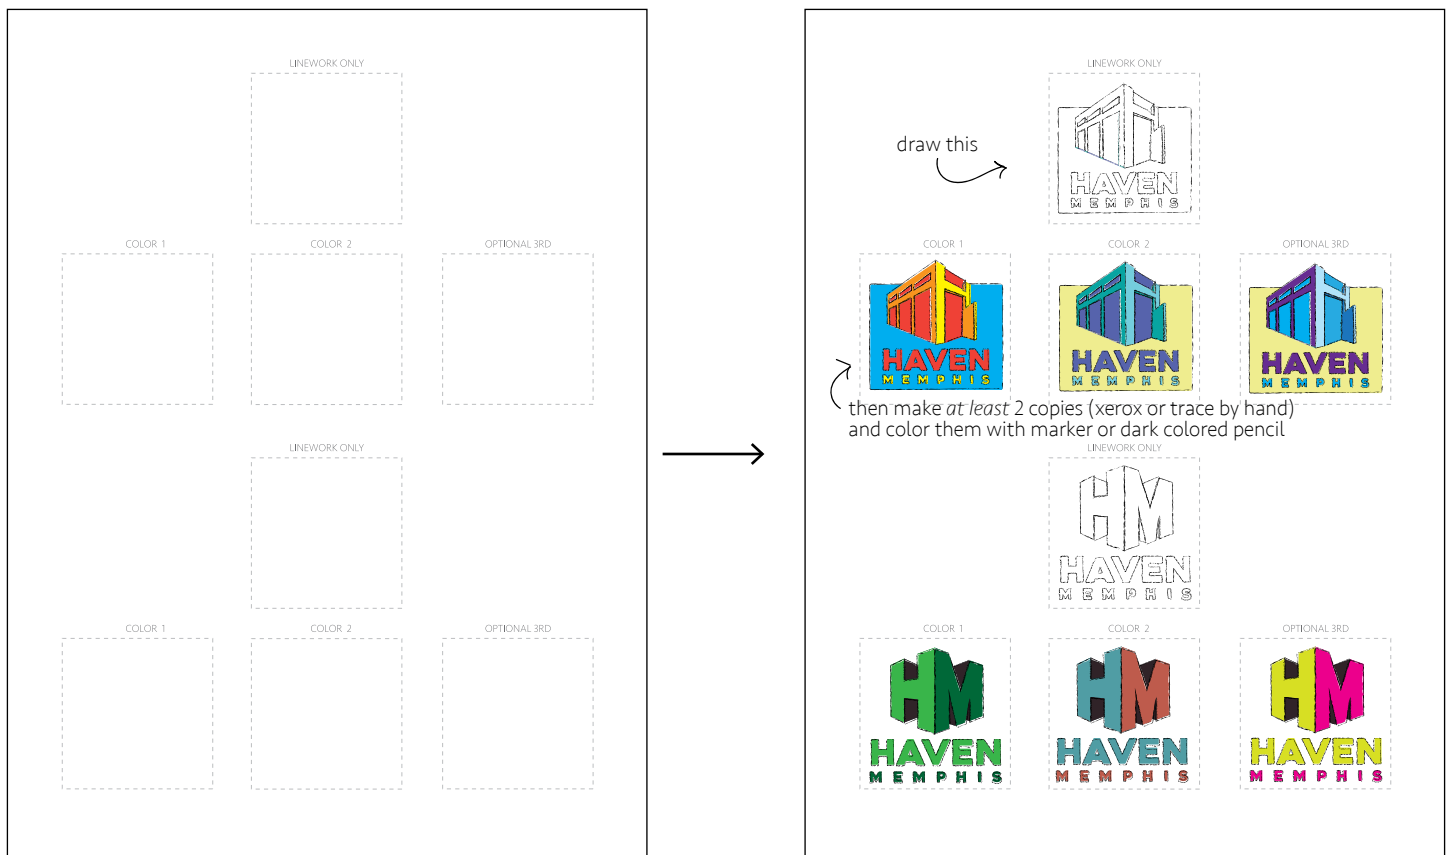 LINEWORK ONLY
COLOR 1
COLOR 2
OPTIONAL 3RD
LINEWORK ONLY
COLOR 1
COLOR 2
OPTIONAL 3RD
LINEWORK ONLY
draw this
HAVEN
MEMPHIS
COLOR 1
COLOR 2
OPTIONAL 3RD
HAVEN
MEMPHIS
HAVEN
MEMPHIS
HAVEN
MEMPHIS
then make at least 2 copies (xerox or trace by hand)
and color them with marker or dark colored pencil
LINEWORK ONLY
HM
HAVEN
MEMPHIS
COLOR 1
COLOR 2
OPTIONAL 3RD
HM
HAVEN
MEMPHIS
HM
HAVEN
MEMPHIS
HM
HAVEN
MEMPHIS